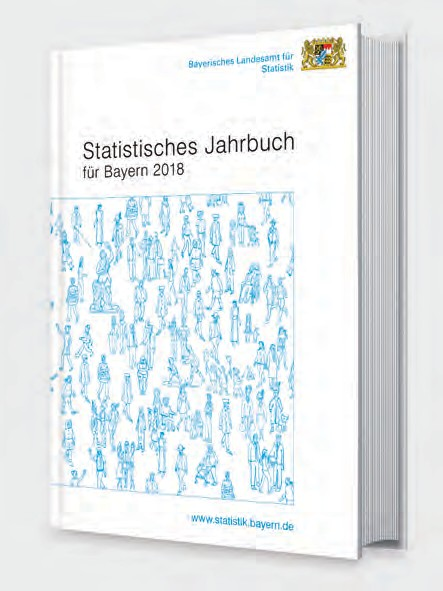 Bayerisches Landesamt für
Statistik
Statistisches Jahrbuch
für Bayern 2018
www.statistik.bayern.de